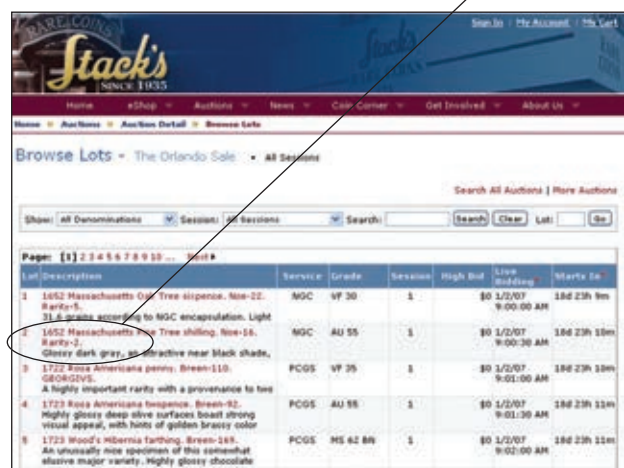 RARE COINS
Stack's
SINCE 1935
Sign In | My Account | My Cart
Home eShop Auctions News Coin Corner Get Involved About Us
Home Auctions Auction Detail Browse Lots
Browse Lots - The Orlando Sale • All Sessions
Search All Auctions | More Auctions
Show: All Denominations Session: All Sessions Search: Search Clear Lot: Go
Page: [1] 2 3 4 5 6 7 8 9 10 ... Next
Lot Description Service Grade Session High Bid Live Bidding* Starts In*
1 1652 Massachusetts Oak Tree sixpence. Noe-22. Rarity-5. NGC VF 30 1 $0 1/2/07 9:00:00 AM 18d 23h 9m
31.6 grains according to NGC encapsulation. Light
2 1652 Massachusetts Pine Tree shilling. Noe-16. Rarity-2. NGC AU 55 1 $0 1/2/07 9:00:30 AM 18d 23h 10m
Glossy dark gray, an attractive near black shade,
3 1722 Rosa Americana penny. Breen-110. GEORGIVS. PCGS VF 35 1 $0 1/2/07 9:01:00 AM 18d 23h 10m
A highly important rarity with a provenance to two
4 1723 Rosa Americana twopence. Breen-92. PCGS AU 55 1 $0 1/2/07 9:01:30 AM 18d 23h 11m
Highly glossy deep olive surfaces boast strong
visual appeal, with hints of golden brassy color
5 1723 Wood's Hibernia farthing. Breen-169. PCGS MS 62 BN 1 $0 1/2/07 9:02:00 AM 18d 23h 11m
An unusually nice specimen of this somewhat
elusive major variety. Highly glossy chocolate